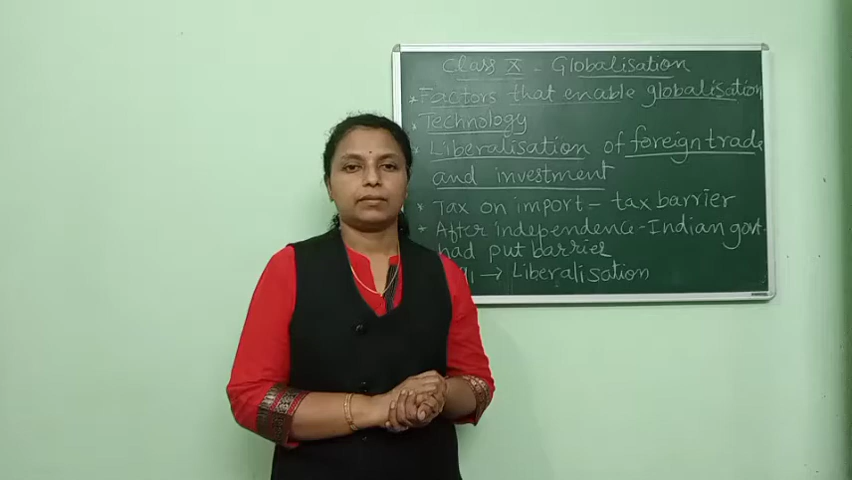 Class X - Globalisation
* Factors that enable globalisation
* Technology
* Liberalisation of foreign trade
and investment
* Tax on import - tax barrier
* After independence - Indian govt.
had put barrier
→ Liberalisation